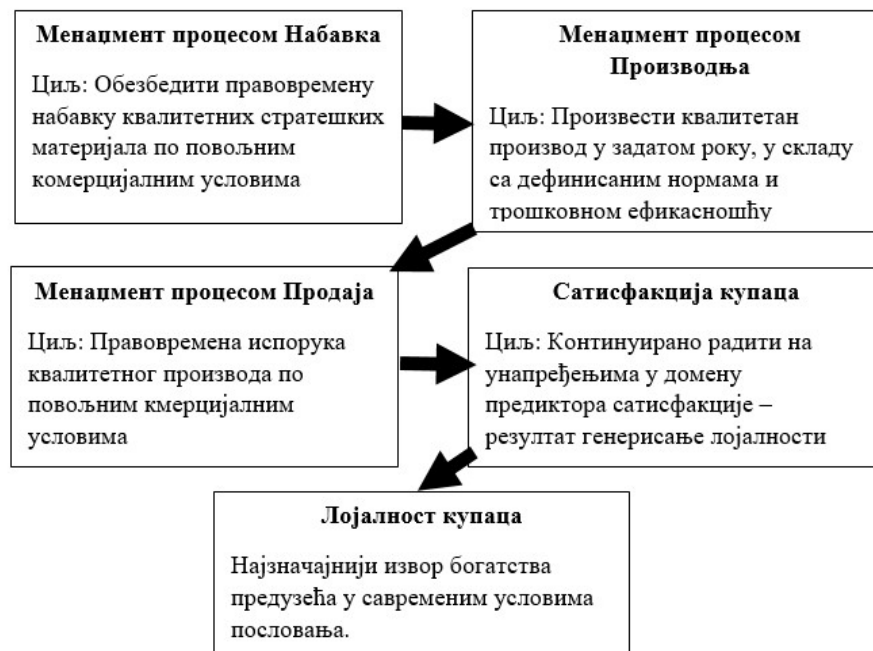 Менаџмент процесом Набавка
Циљ: Обезбедити правовремену
набавку квалитетних стратешких
материјала по повољним
комерцијалним условима
Менаџмент процесом
Производња
Циљ: Произвести квалитетан
производ у задатом року, у складу
са дефинисаним нормама и
трошковном ефикасношћу
Менаџмент процесом Продаја
Циљ: Правовремена испорука
квалитетног производа по
повољним кмерцијалним
условима
Сатисфакција купаца
Циљ: Континуирано радити на
унапређењима у домену
предиктора сатисфакције –
резултат генерисање лојалности
Лојалност купаца
Најзначајнији извор богатства
предузећа у савременим условима
пословања.